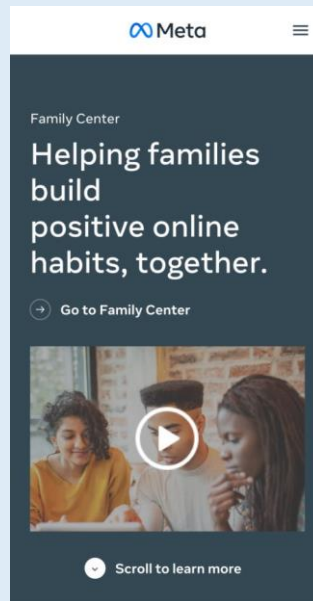 Meta
Family Center
Helping families
build
positive online
habits, together.
Go to Family Center
Scroll to learn more